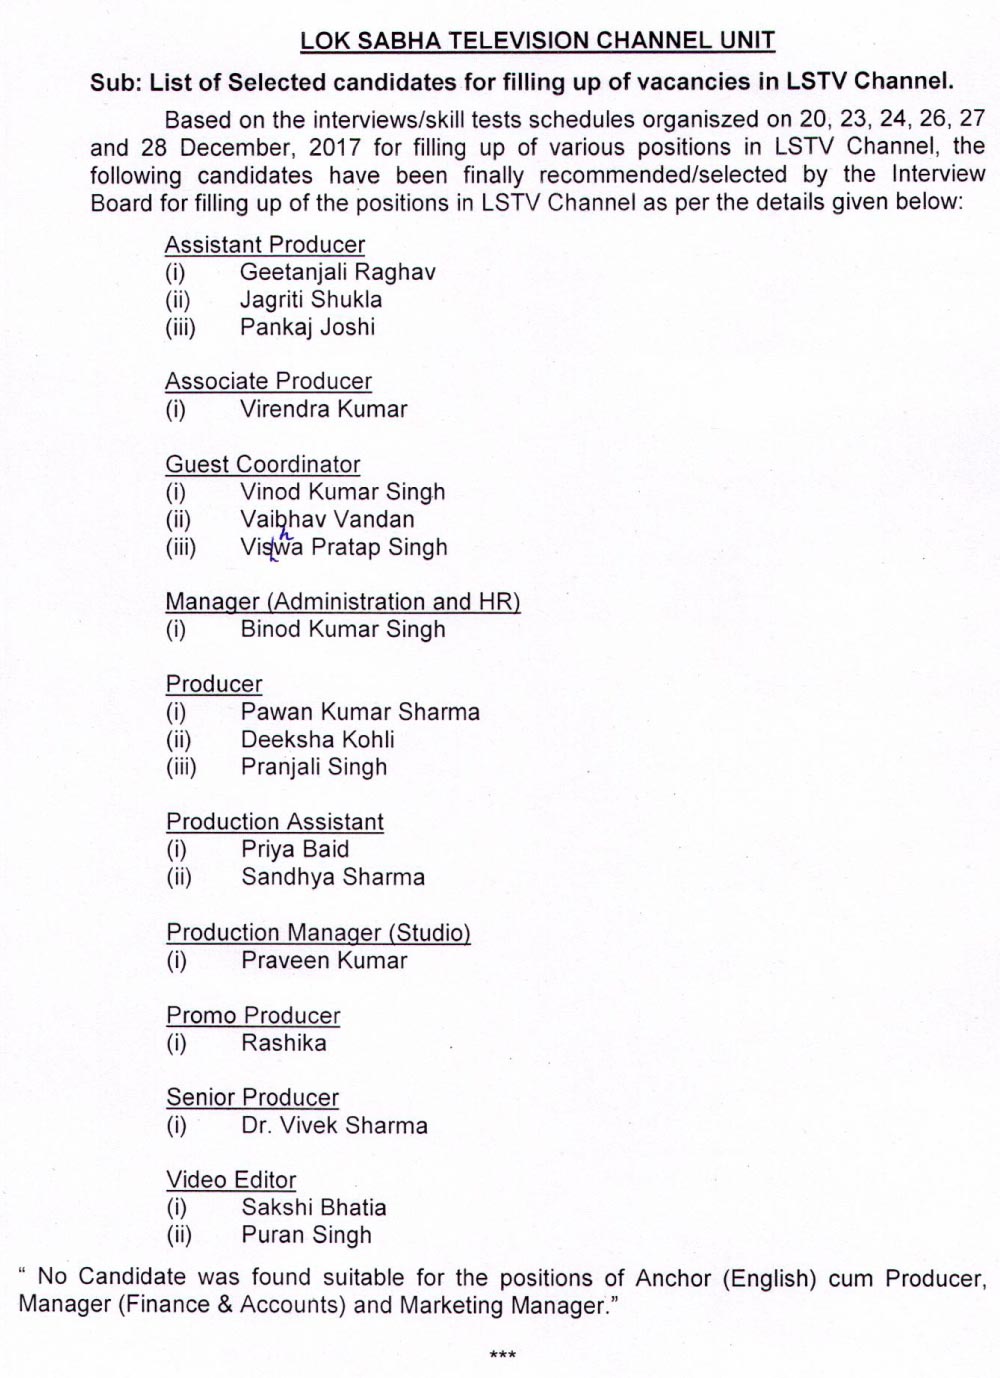 LOK SABHA TELEVISION CHANNEL UNIT
Sub: List of Selected candidates for filling up of vacancies in LSTV Channel.
Based on the interviews/skill tests schedules organiszed on 20, 23, 24, 26, 27
and 28 December, 2017 for filling up of various positions in LSTV Channel, the
following candidates have been finally recommended/selected by the Interview
Board for filling up of the positions in LSTV Channel as per the details given below:
Assistant Producer
(i) Geetanjali Raghav
(ii) Jagriti Shukla
(iii) Pankaj Joshi
Associate Producer
(i) Virendra Kumar
Guest Coordinator
(i) Vinod Kumar Singh
(ii) Vaibhav Vandan
h
(iii) Viswa Pratap Singh
Manager (Administration and HR)
(i) Binod Kumar Singh
Producer
(i) Pawan Kumar Sharma
(ii) Deeksha Kohli
(iii) Pranjali Singh
Production Assistant
(i) Priya Baid
(ii) Sandhya Sharma
Production Manager (Studio)
(i) Praveen Kumar
Promo Producer
(i) Rashika
Senior Producer
(i) Dr. Vivek Sharma
Video Editor
(i) Sakshi Bhatia
(ii) Puran Singh
“ No Candidate was found suitable for the positions of Anchor (English) cum Producer,
Manager (Finance & Accounts) and Marketing Manager.”
***